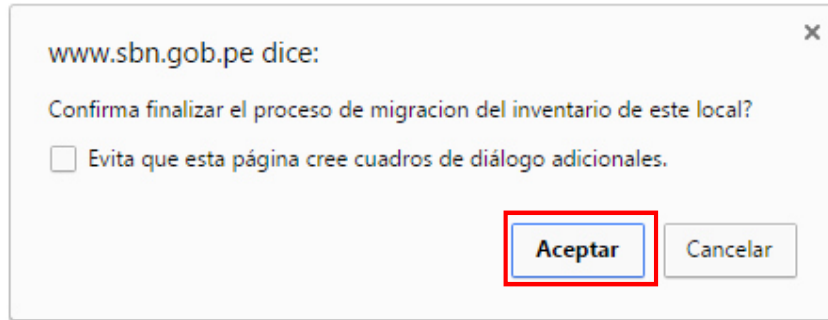 www.sbn.gob.pe dice:
Confirma finalizar el proceso de migracion del inventario de este local?
Evita que esta página cree cuadros de diálogo adicionales.
Aceptar
Cancelar